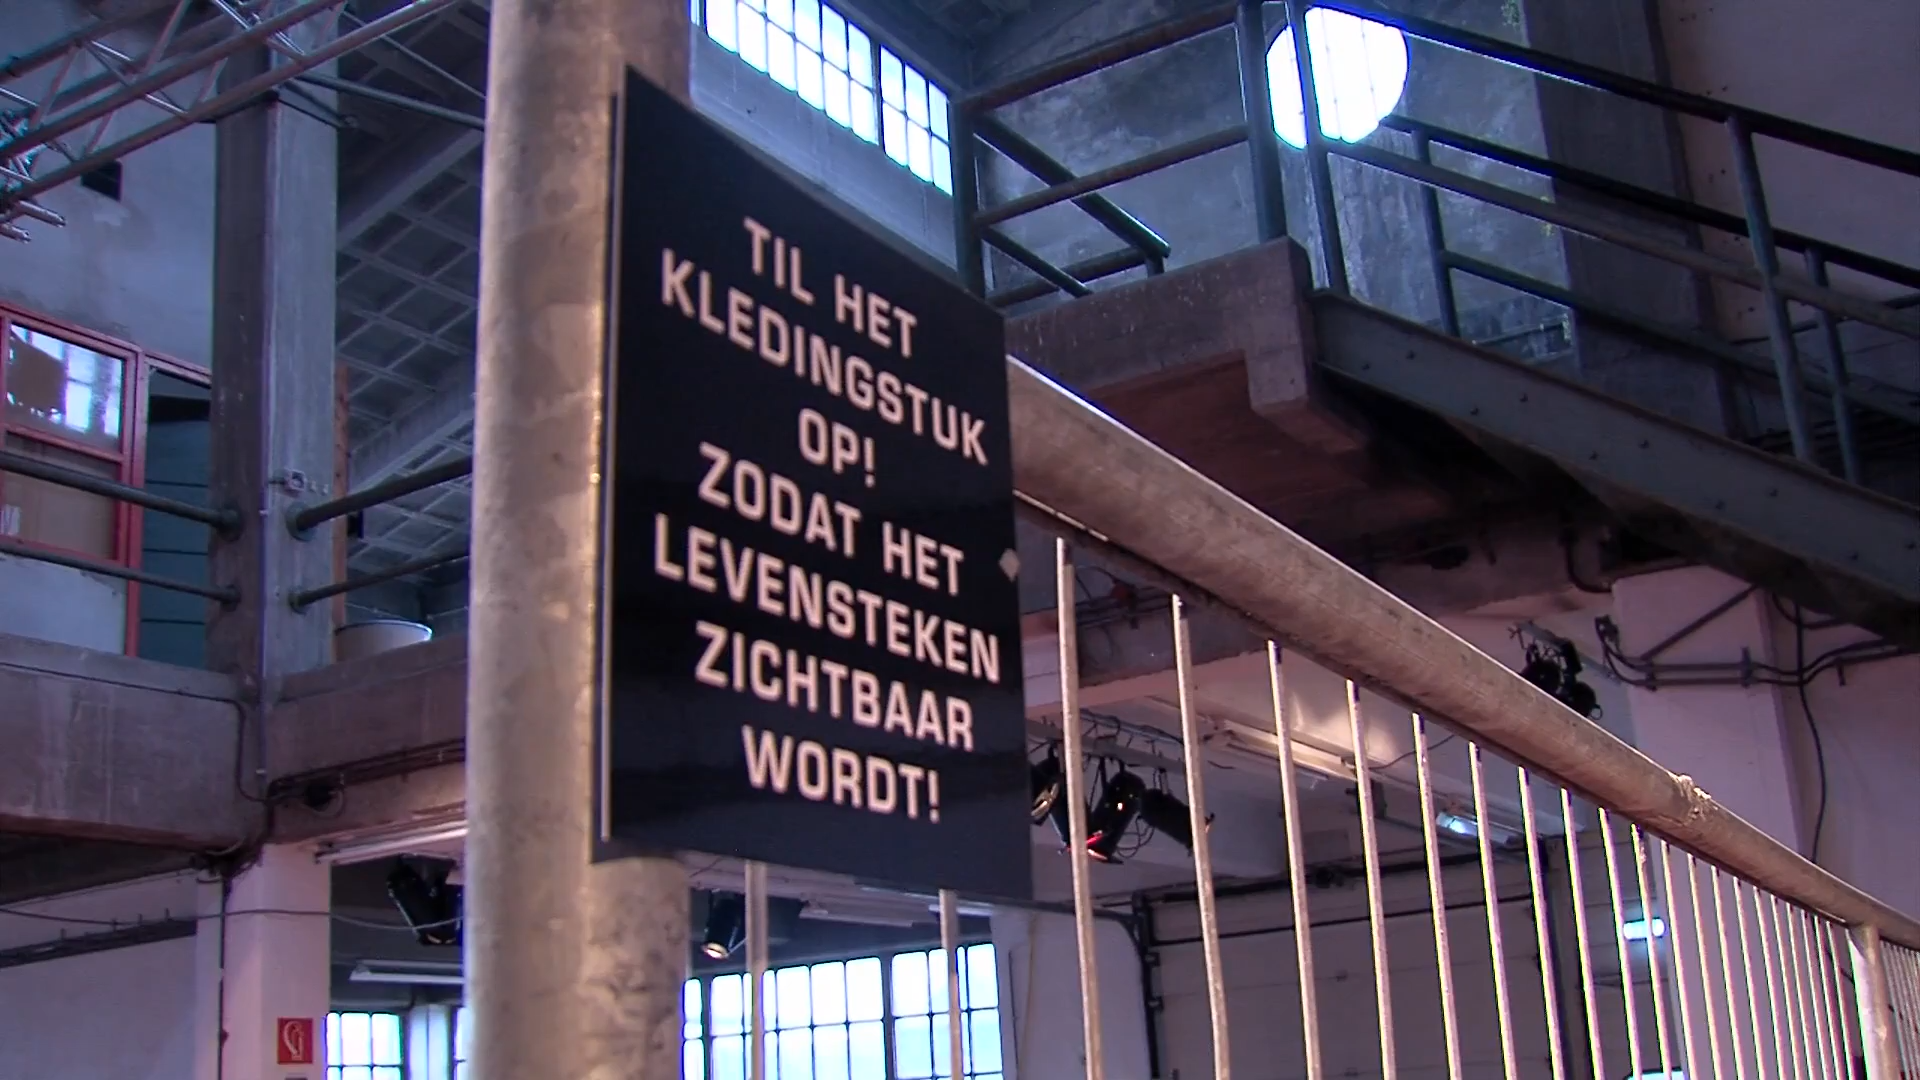 TIL HET
KLEDINGSTUK
OP!
ZODAT HET
LEVENSTEKEN
ZICHTBAAR
WORDT!